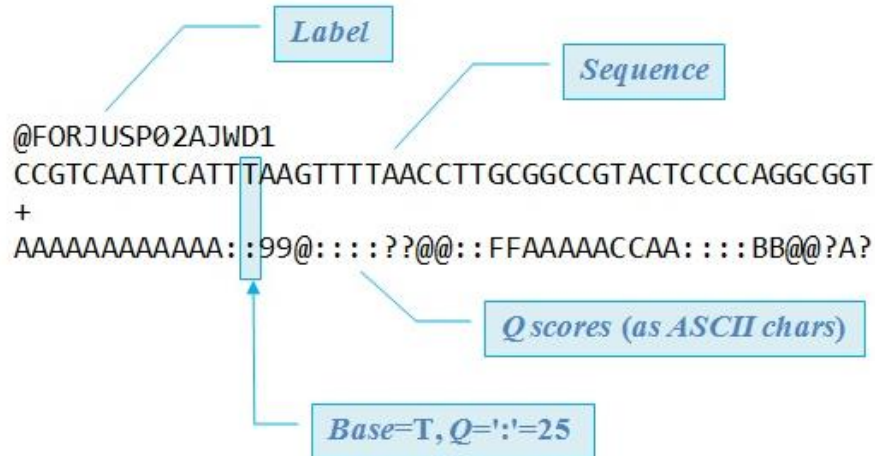 Label
Sequence
@FORJUSP02AJWD1
CCGTCAATTCATTTAAGTTTTAACCTTGCGGCCGTACTCCCCAGGCGGT
+
AAAAAAAAAAAA::99@::::??@@::FFAAAAACCAA::::BB@@?A?
Q scores (as ASCII chars)
Base=T, Q=':'=25